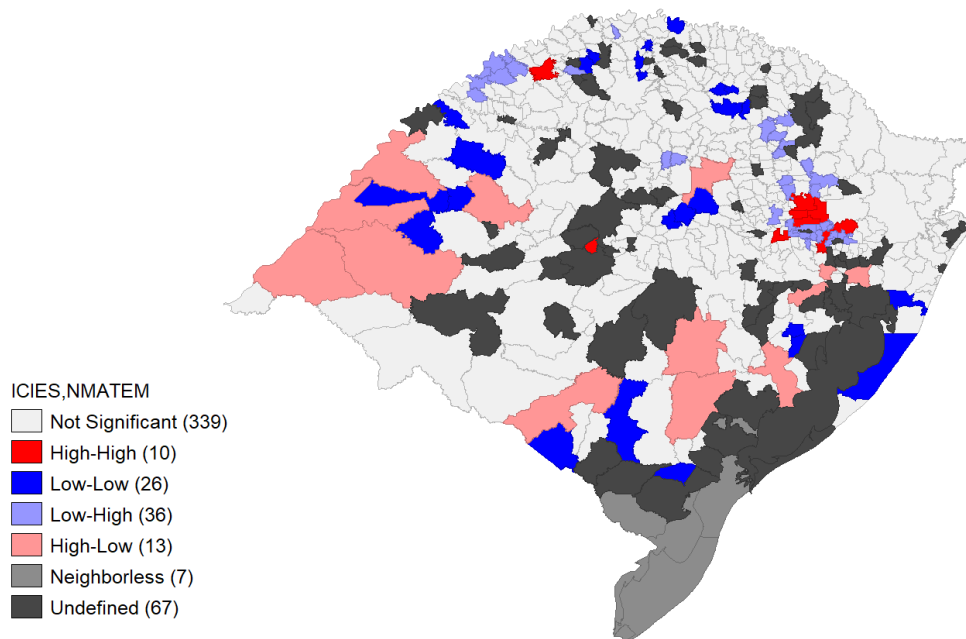 ICIES,NMATEM
Not Significant (339)
High-High (10)
Low-Low (26)
Low-High (36)
High-Low (13)
Neighborless (7)
Undefined (67)